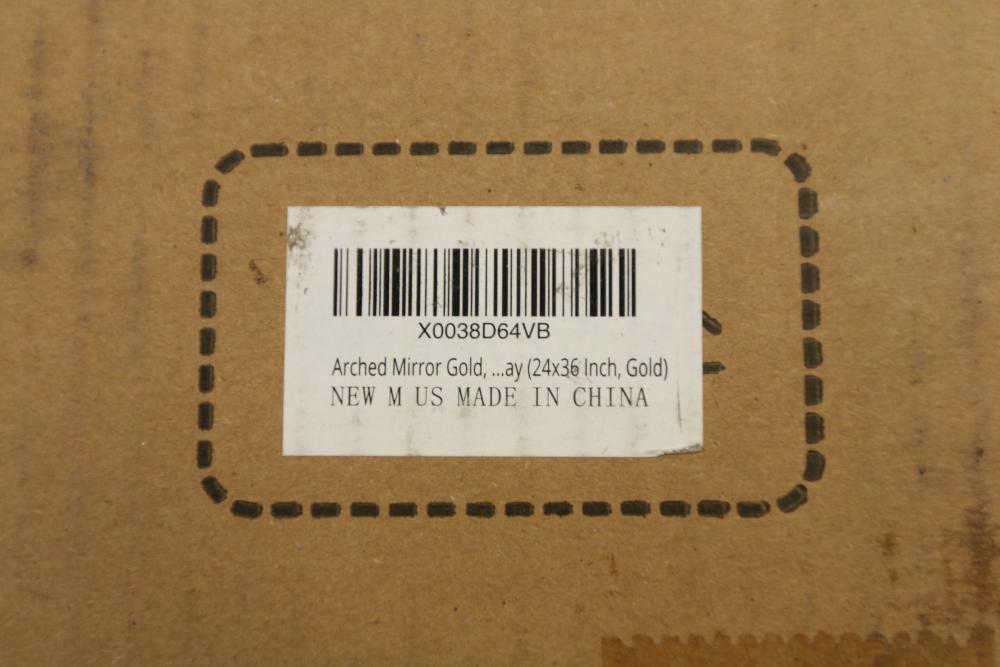 X0038D64VB
Arched Mirror Gold, ...ay (24x36 Inch, Gold)
NEW M US MADE IN CHINA